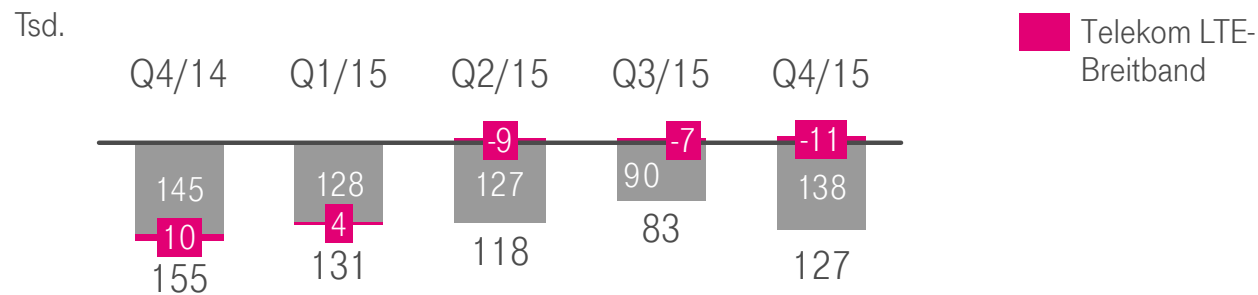 Tsd.
Telekom LTE-
Breitband
Q4/14 Q1/15 Q2/15 Q3/15 Q4/15
-9 -7 -11
145 128 127 90 138
10 4
155 131 118 83 127